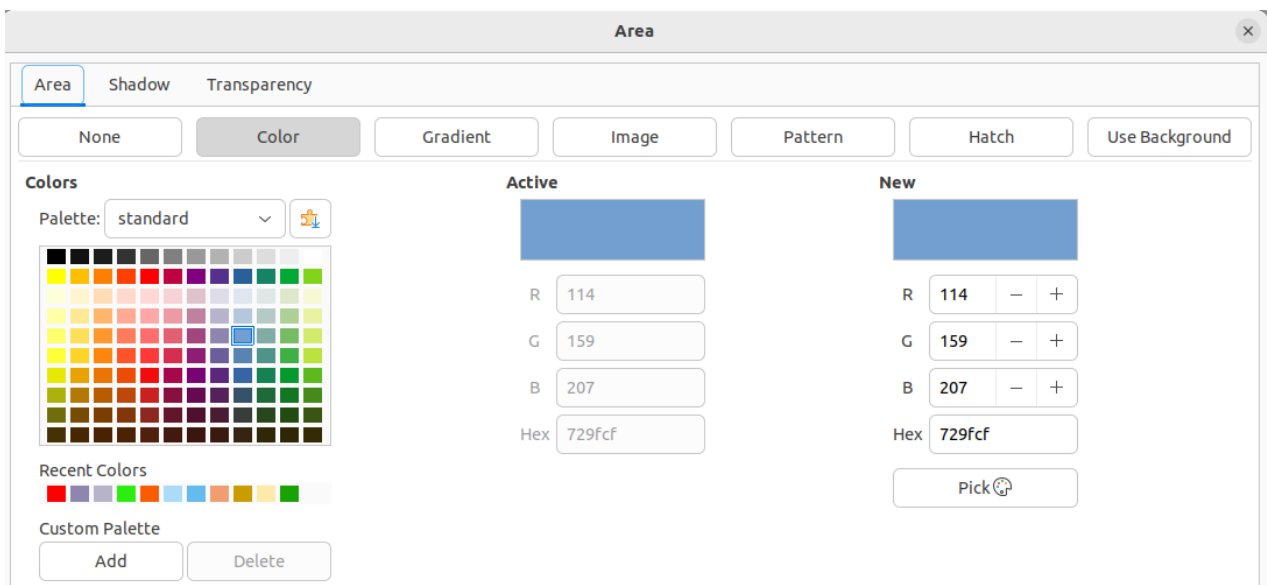 Area
Area Shadow Transparency
None Color Gradient Image Pattern Hatch Use Background
Colors Active New
Palette: standard
R 114 R 114
G 159 G 159
B 207 B 207
Hex 729fcf Hex 729fcf
Recent Colors
Pick
Custom Palette
Add Delete